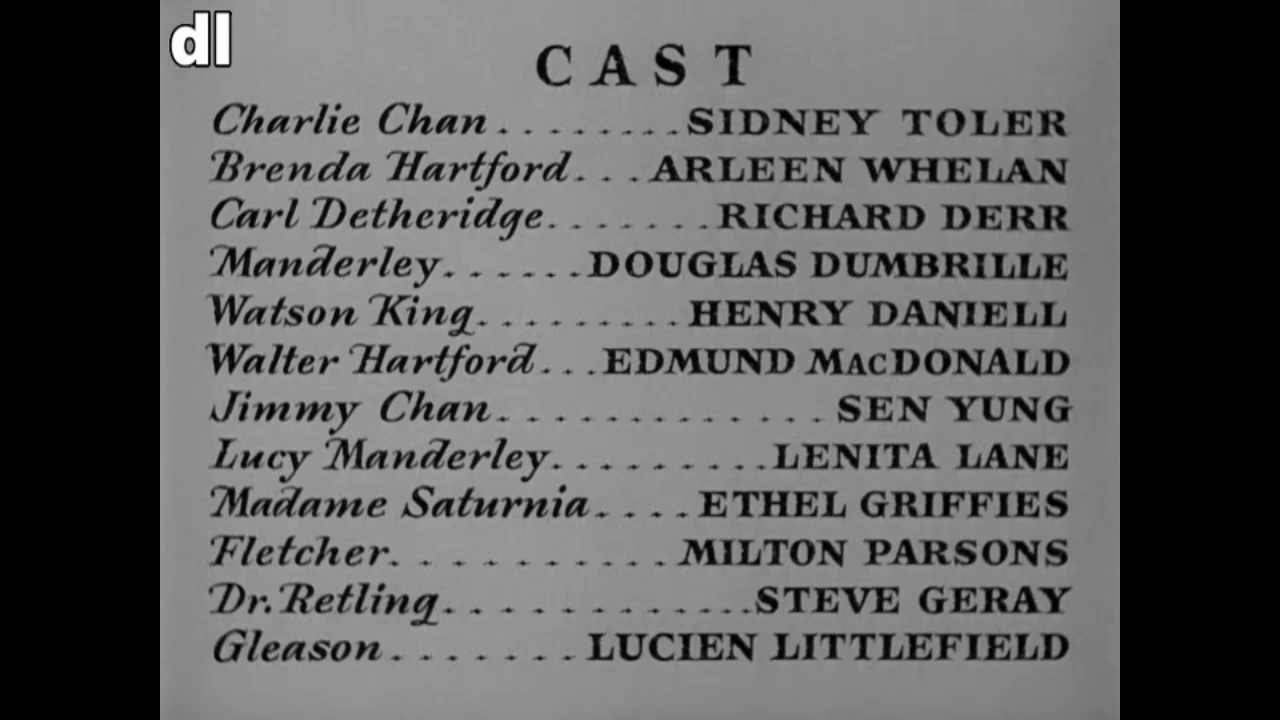 dl
CAST
Charlie Chan ........SIDNEY TOLER
Brenda Hartford...ARLEEN WHELAN
Carl Detheridge.......RICHARD DERR
Manderley......DOUGLAS DUMBRILLE
Watson King.........HENRY DANIELL
Walter Hartford...EDMUND MacDONALD
Jimmy Chan.............SEN YUNG
Lucy Manderley.........LENITA LANE
Madame Saturnia....ETHEL GRIFFIES
Fletcher..........MILTON PARSONS
Dr. Retling...........STEVE GERAY
Gleason.......LUCIEN LITTLEFIELD